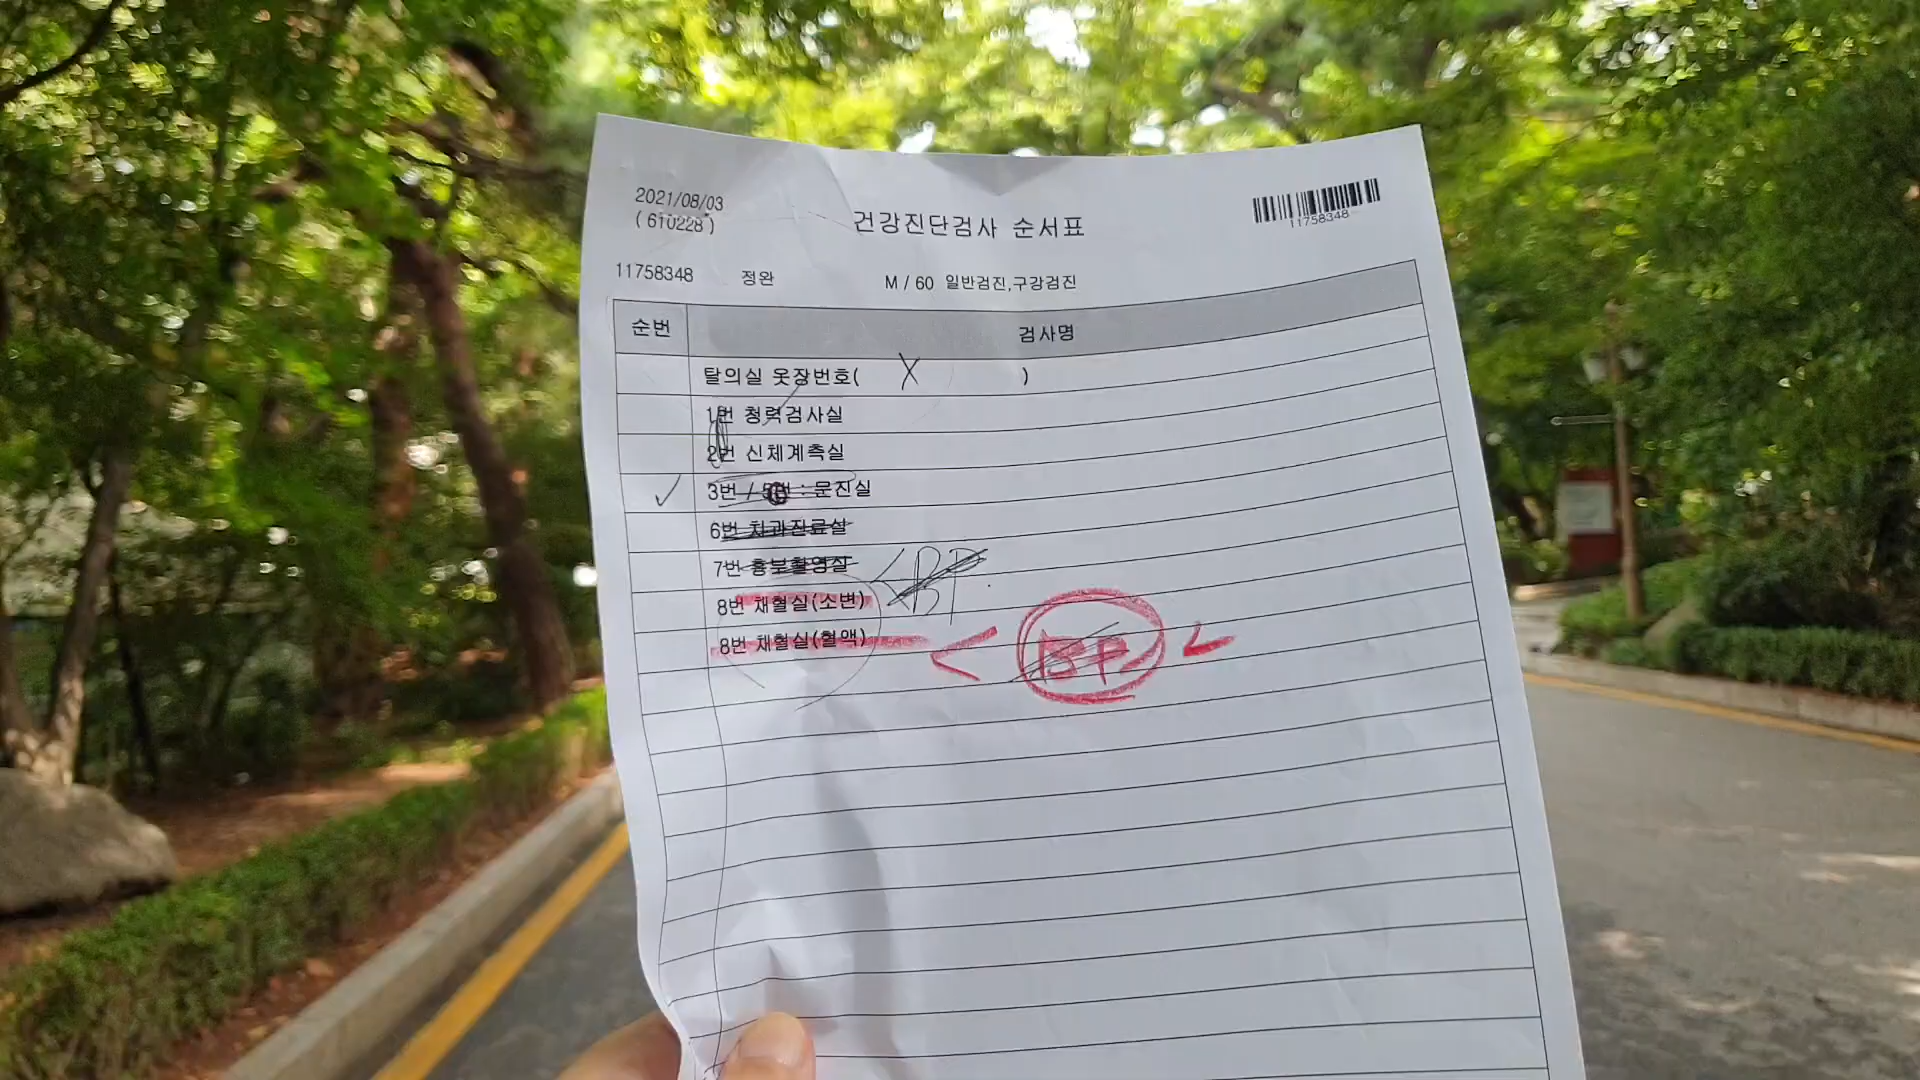 2021/08/03
( 610228 )
건강진단검사 순서표
11758348
11758348 정완 M / 60 일반검진,구강검진
순번 검사명
탈의실 옷장번호( X )
1번 청력검사실
2번 신체계측실
✓ 3번 / 5번 : 문진실
6번 치과진료실
7번 흉부촬영실
< BP
8번 채혈실(소변)
8번 채혈실(혈액) < BP